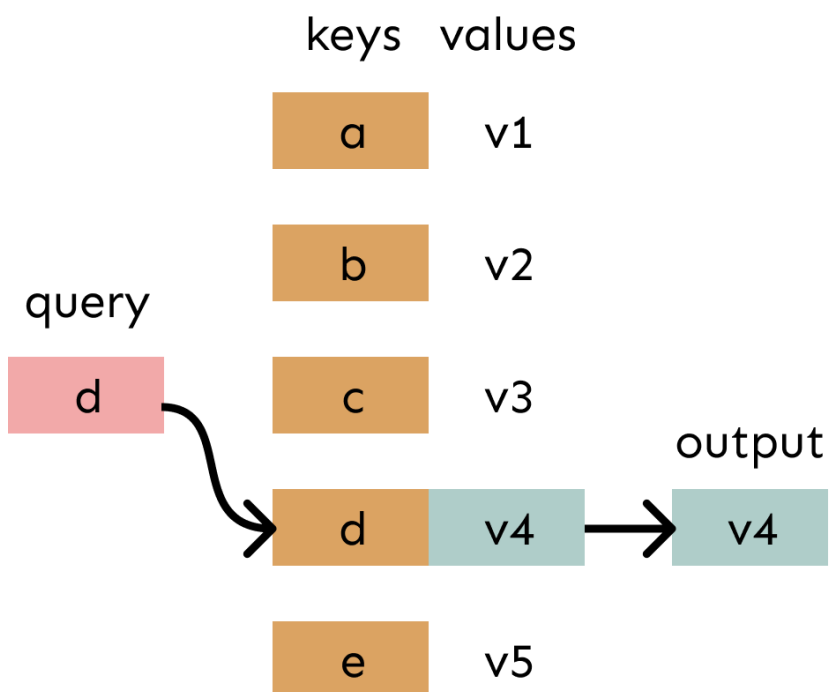 keys values
a v1
b v2
query
d c v3
output
d v4 v4
e v5